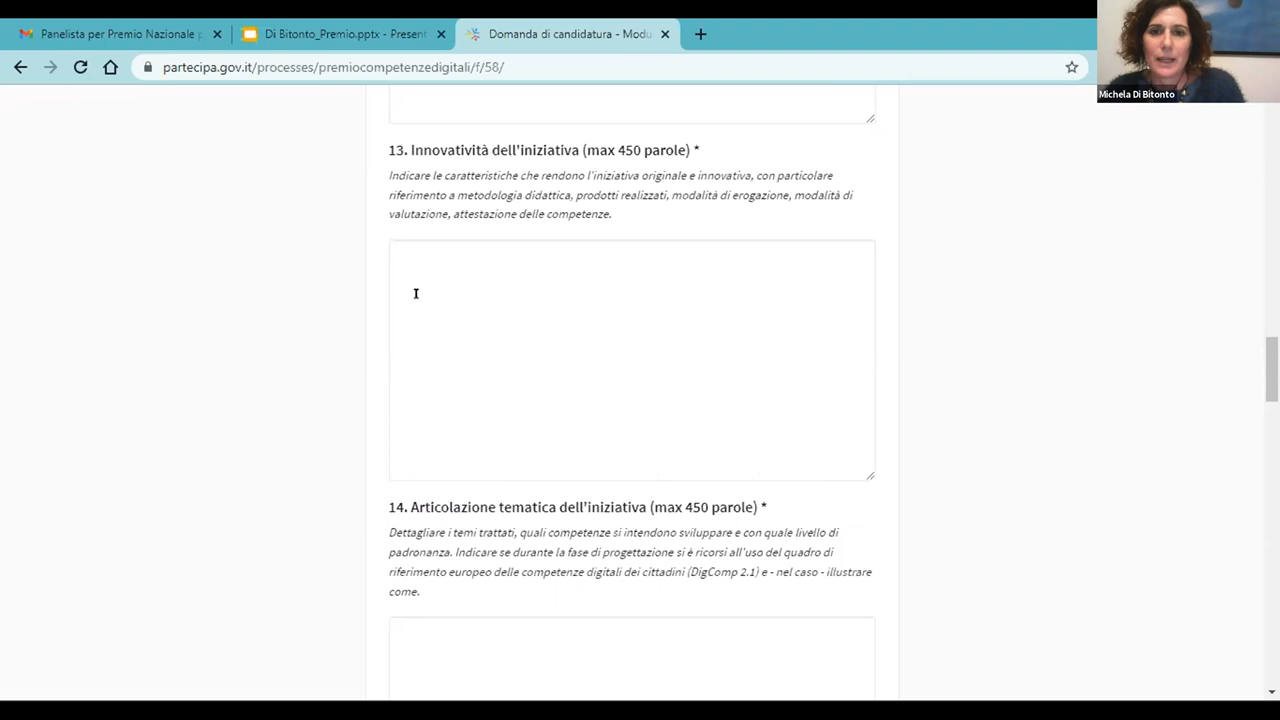 Panelista per Premio Nazionale
Di Bitonto_Premio.pptx - Present
Domanda di candidatura - Modu
partecipa.gov.it/processes/premiocompetenzedigitali/f/58/
Michela Di Bitonto
13. Innovatività dell'iniziativa (max 450 parole) *
Indicare le caratteristiche che rendono l'iniziativa originale e innovativa, con particolare
riferimento a metodologia didattica, prodotti realizzati, modalità di erogazione, modalità di
valutazione, attestazione delle competenze.
14. Articolazione tematica dell'iniziativa (max 450 parole) *
Dettagliare i temi trattati, quali competenze si intendono sviluppare e con quale livello di
padronanza. Indicare se durante la fase di progettazione si è ricorsi all'uso del quadro di
riferimento europeo delle competenze digitali dei cittadini (DigComp 2.1) e - nel caso - illustrare
come.